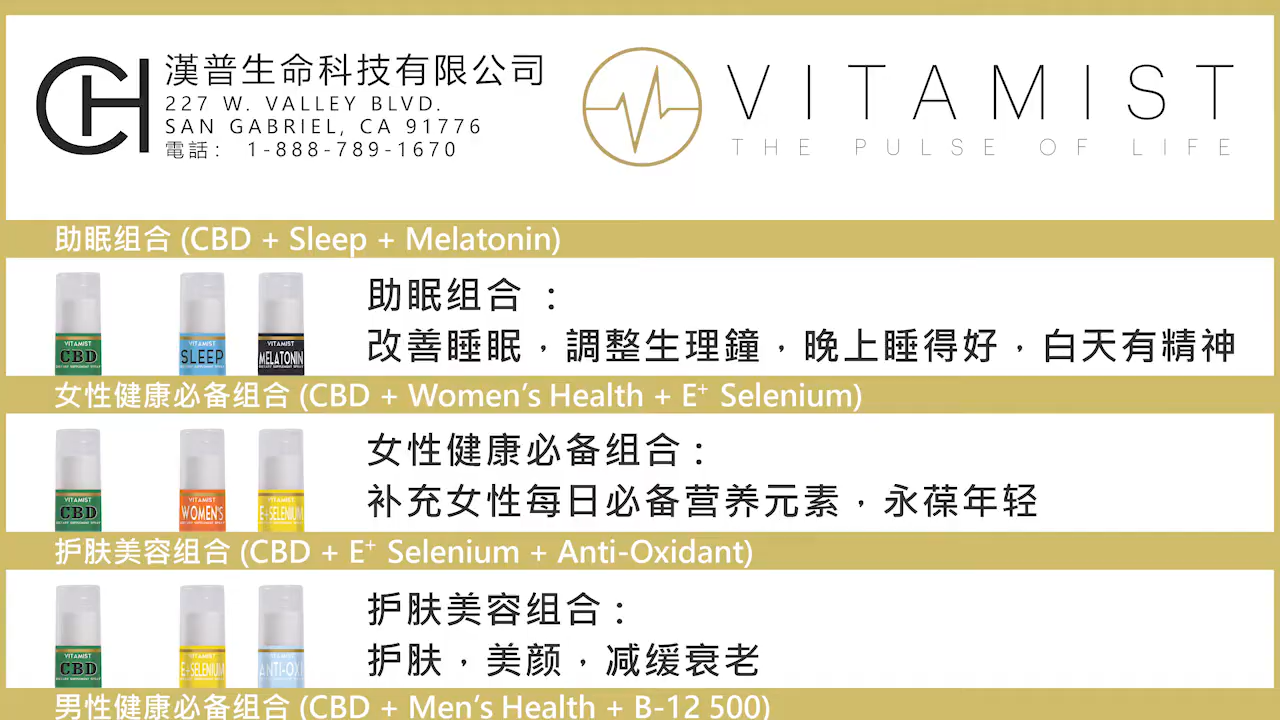 CH
漢普生命科技有限公司
227 W. VALLEY BLVD.
SAN GABRIEL, CA 91776
電話： 1-888-789-1670
VITAMIST
THE PULSE OF LIFE
助眠组合 (CBD + Sleep + Melatonin)
VITAMIST
CBD
VITAMIST
SLEEP
VITAMIST
MELATONIN
助眠组合 ：
改善睡眠，調整生理鐘，晚上睡得好，白天有精神
女性健康必备组合 (CBD + Women's Health + E⁺ Selenium)
VITAMIST
CBD
VITAMIST
WOMEN'S
VITAMIST
E+SELENIUM
女性健康必备组合：
补充女性每日必备营养元素，永葆年轻
护肤美容组合 (CBD + E⁺ Selenium + Anti-Oxidant)
VITAMIST
CBD
VITAMIST
E+SELENIUM
VITAMIST
ANTI-OXI
护肤美容组合：
护肤，美颜，减缓衰老
男性健康必备组合 (CBD + Men's Health + B-12 500)